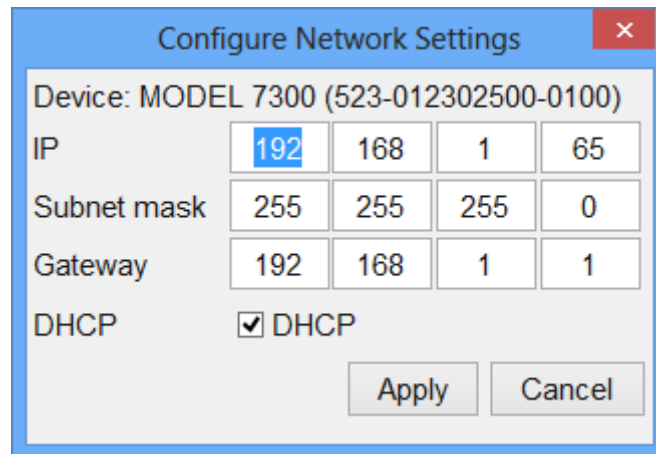 Configure Network Settings
Device: MODEL 7300 (523-012302500-0100)
IP 192 168 1 65
Subnet mask 255 255 255 0
Gateway 192 168 1 1
DHCP DHCP
Apply Cancel